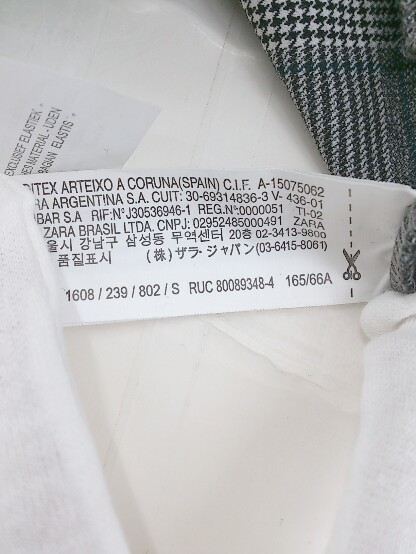 EXCLUSIEF ELASTIEK
ELASTIS
DITEX ARTEIXO A CORUNA(SPAIN) C.I.F. A-15075062
RA ARGENTINA S.A. CUIT: 30-69314836-3 V- 436-01
IBAR S.A RIF:N°J30536946-1 REG.N°:0000051 TI-02
ZARA BRASIL LTDA. CNPJ: 02952485000491 ZARA
울시 강남구 삼성동 무역센터 20층 02-3413-9800
품질표시 (株)ザラ・ジャパン(03-6415-8061)
1608 / 239 / 802 / S RUC 80089348-4 165/66A